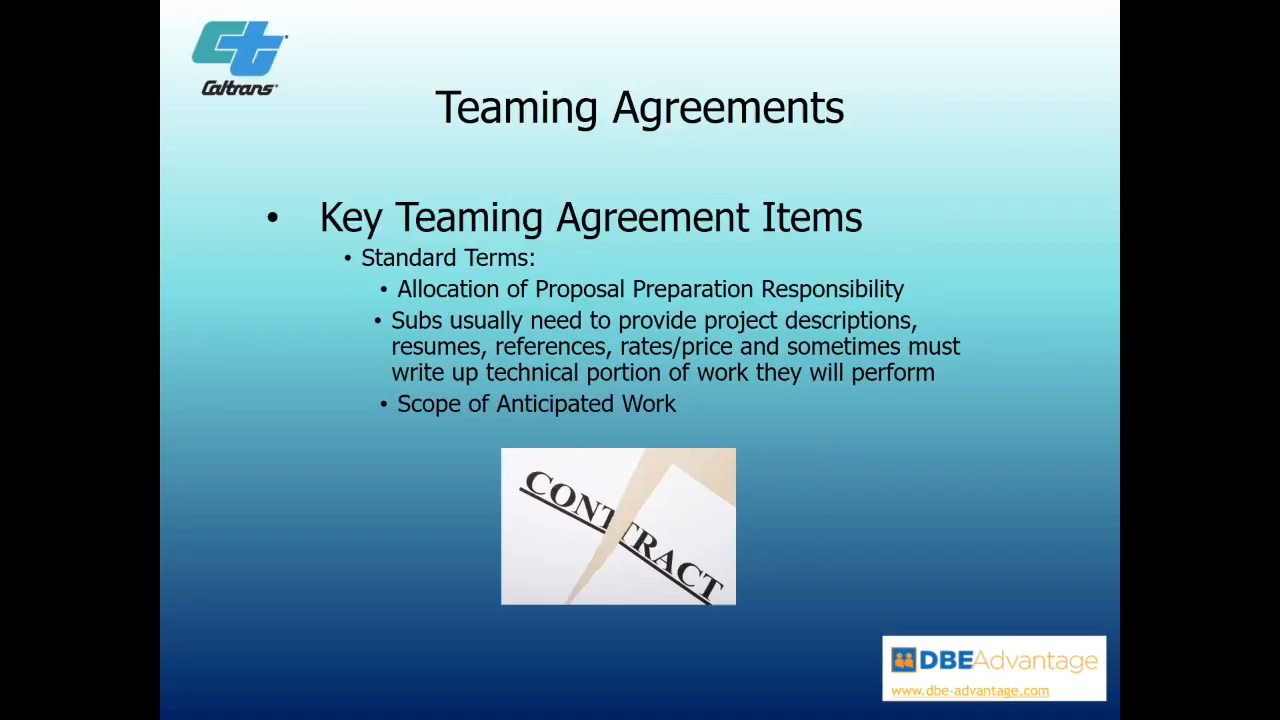 Caltrans
Teaming Agreements
• Key Teaming Agreement Items
• Standard Terms:
• Allocation of Proposal Preparation Responsibility
• Subs usually need to provide project descriptions,
resumes, references, rates/price and sometimes must
write up technical portion of work they will perform
• Scope of Anticipated Work
CONTRACT
DBEAdvantage
www.dbe-advantage.com